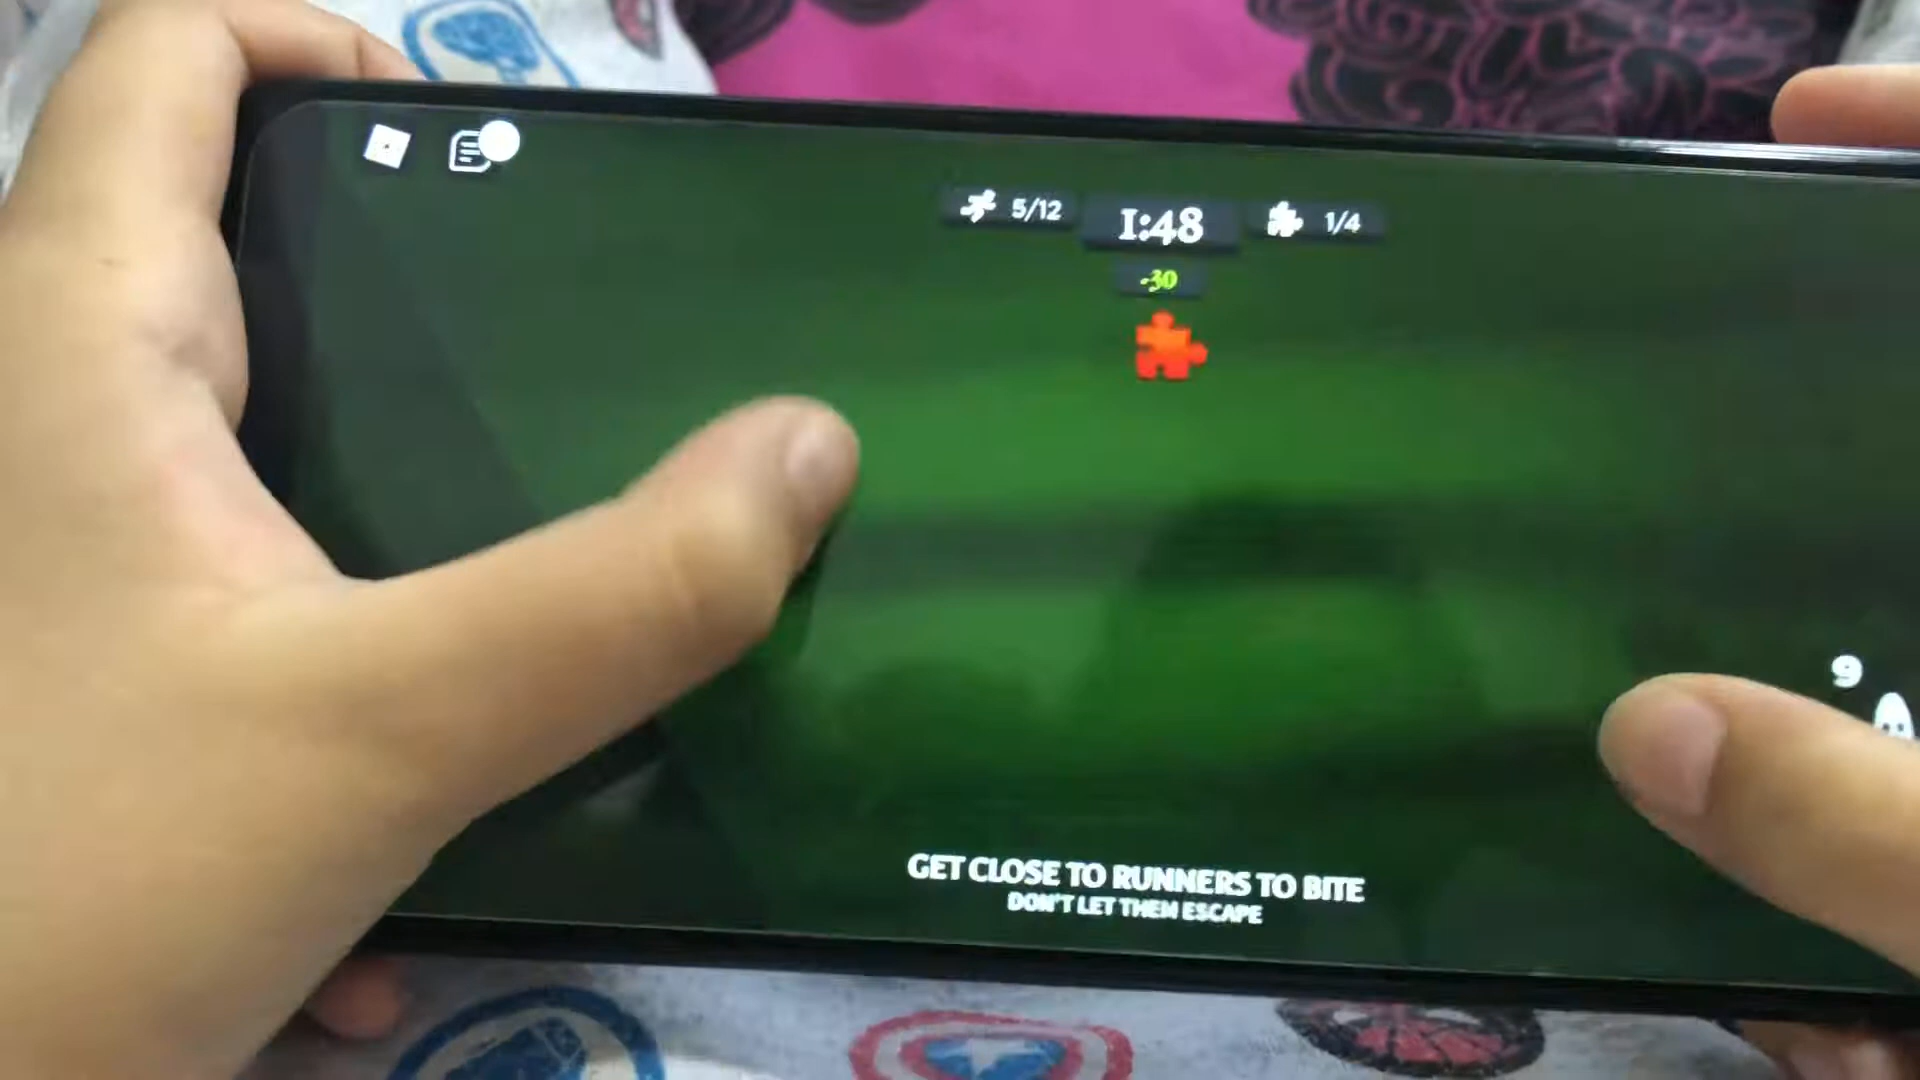 5/12
1:48
1/4
-30
9
GET CLOSE TO RUNNERS TO BITE
DON'T LET THEM ESCAPE